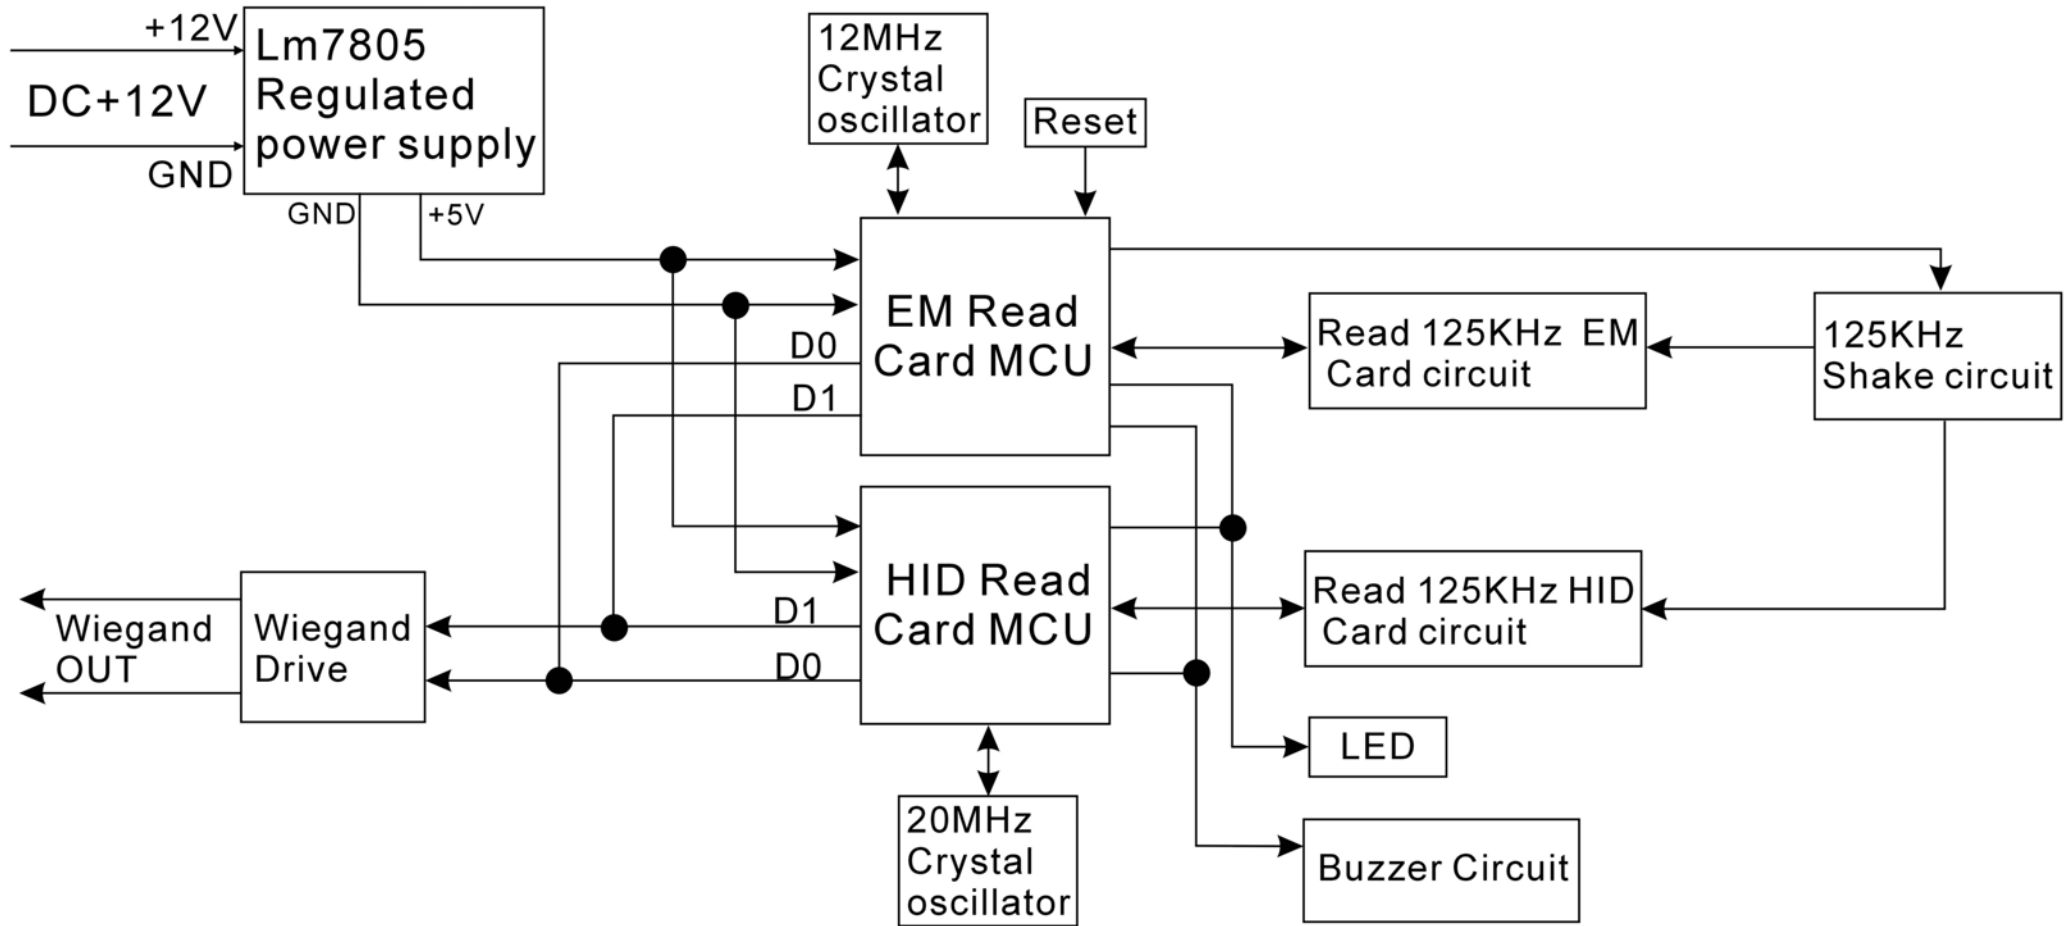 +12V
DC+12V
GND
Lm7805
Regulated
power supply
GND
+5V
12MHz
Crystal
oscillator
Reset
EM Read
Card MCU
D0
D1
Read 125KHz EM
Card circuit
125KHz
Shake circuit
HID Read
Card MCU
D1
D0
Read 125KHz HID
Card circuit
Wiegand
OUT
Wiegand
Drive
LED
20MHz
Crystal
oscillator
Buzzer Circuit